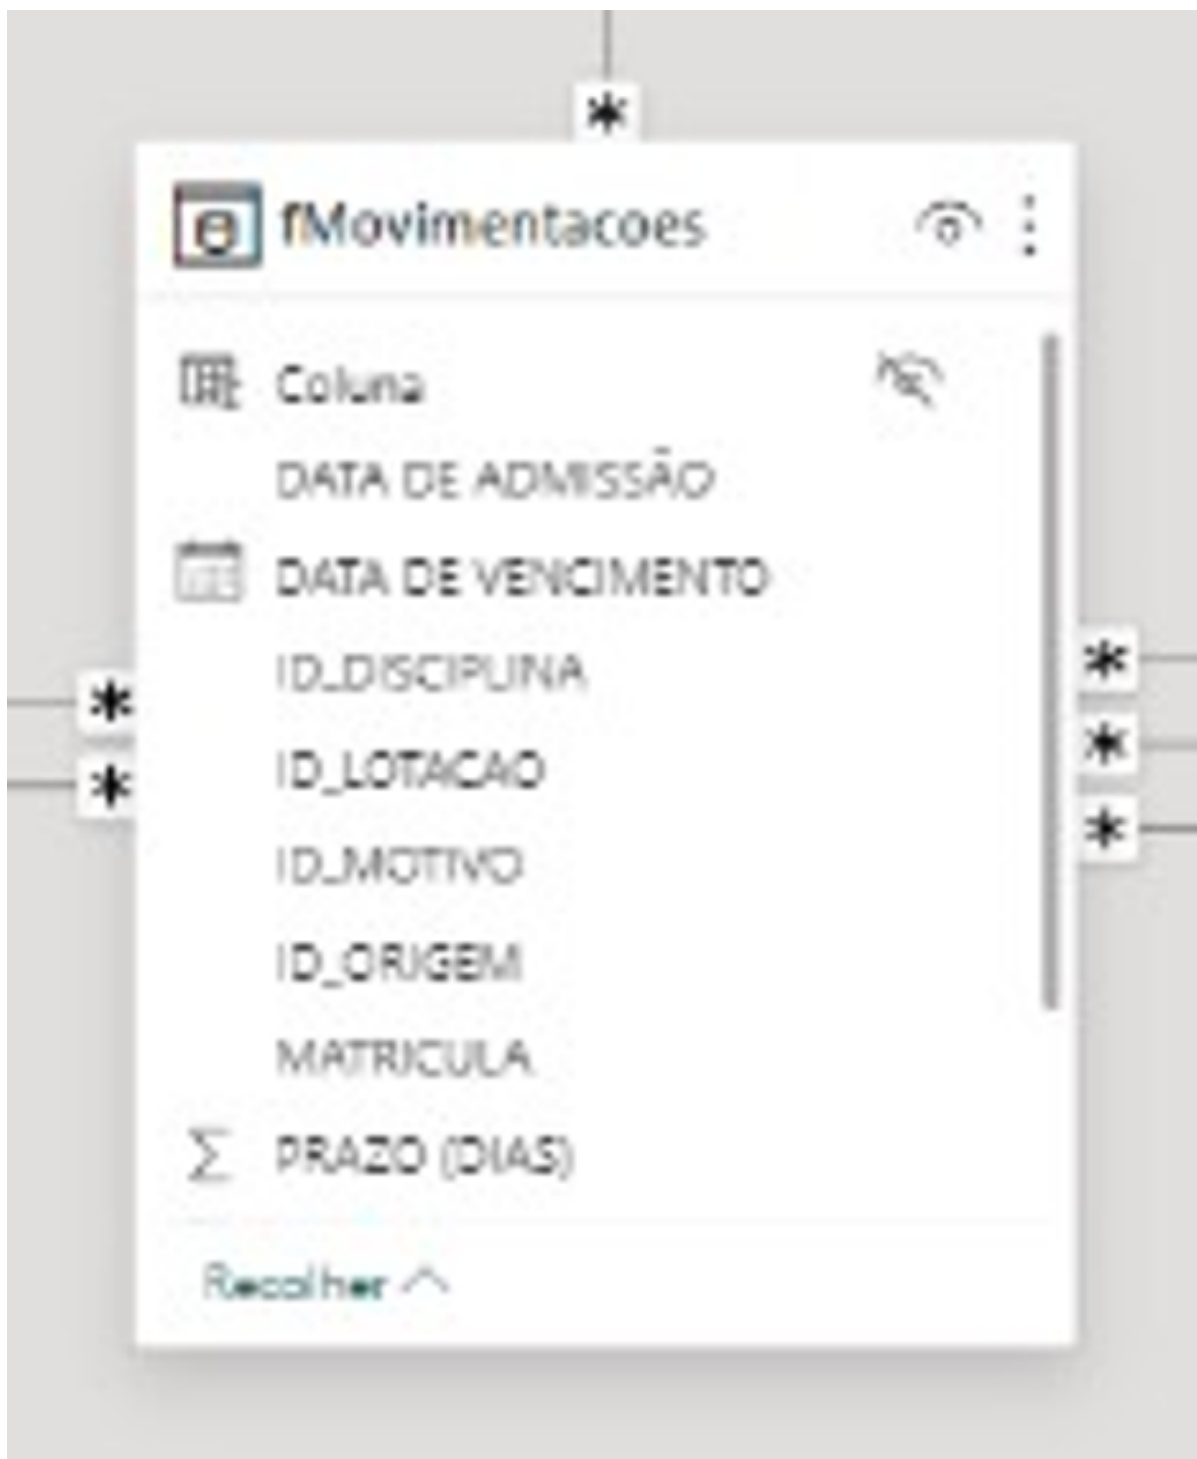 *
fMovimentacoes
Coluna
DATA DE ADMISSÃO
DATA DE VENCIMENTO
ID_DISCIPLINA
ID_LOTACAO
ID_MOTIVO
ID_ORIGEM
MATRICULA
Σ PRAZO (DIAS)
Recolher
*
*
*
*
*